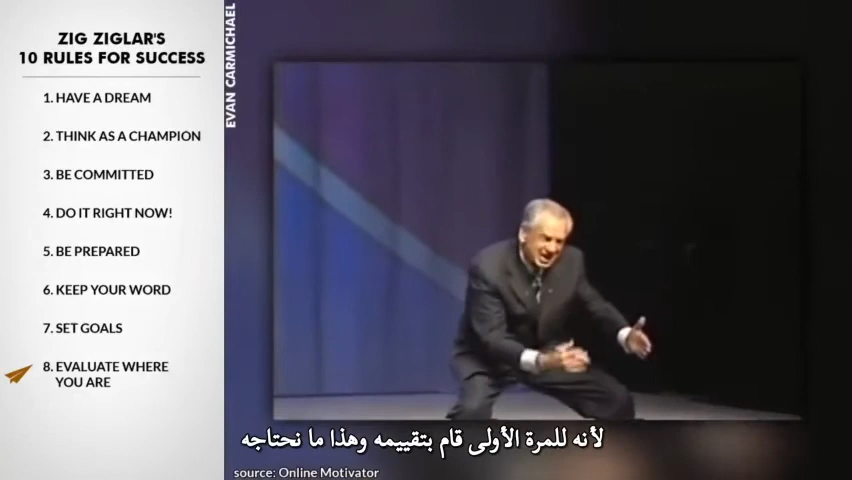 ZIG ZIGLAR'S
10 RULES FOR SUCCESS
1. HAVE A DREAM
2. THINK AS A CHAMPION
3. BE COMMITTED
4. DO IT RIGHT NOW!
5. BE PREPARED
6. KEEP YOUR WORD
7. SET GOALS
8. EVALUATE WHERE
YOU ARE
EVAN CARMICHAEL
لأنه للمرة الأولى قام بتقييمه وهذا ما نحتاجه
source: Online Motivator